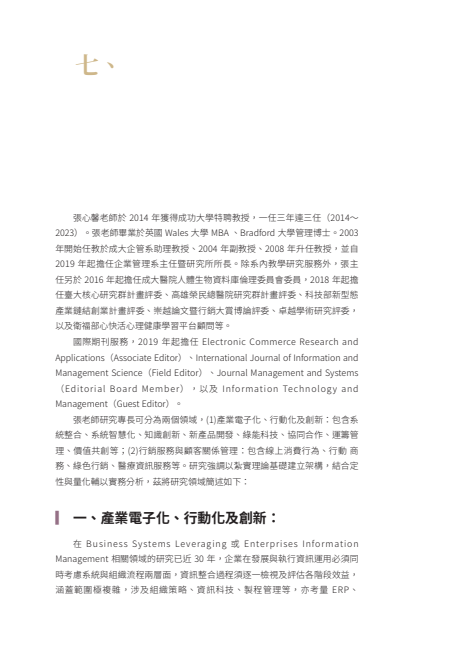 七、
張心馨老師於 2014 年獲得成功大學特聘教授，一任三年連三任（2014～
2023）。張老師畢業於英國 Wales 大學 MBA 、Bradford 大學管理博士。2003
年開始任教於成大企管系助理教授、2004 年副教授、2008 年升任教授，並自
2019 年起擔任企業管理系主任暨研究所所長。除系內教學研究服務外，張主
任另於 2016 年起擔任成大醫院人體生物資料庫倫理委員會委員，2018 年起擔
任臺大核心研究群計畫評委、高雄榮民總醫院研究群計畫評委、科技部新型態
產業鏈結創業計畫評委、崇越論文暨行銷大賞博論評委、卓越學術研究評委，
以及衛福部心快活心理健康學習平台顧問等。
國際期刊服務，2019 年起擔任 Electronic Commerce Research and
Applications（Associate Editor）、International Journal of Information and
Management Science（Field Editor）、Journal Management and Systems
（Editorial Board Member），以及 Information Technology and
Management（Guest Editor）。
張老師研究專長可分為兩個領域，(1)產業電子化、行動化及創新：包含系
統整合、系統智慧化、知識創新、新產品開發、綠能科技、協同合作、運籌管
理、價值共創等；(2)行銷服務與顧客關係管理：包含線上消費行為、行動 商
務、綠色行銷、醫療資訊服務等。研究強調以紮實理論基礎建立架構，結合定
性與量化輔以實務分析，茲將研究領域簡述如下：
一、產業電子化、行動化及創新：
在 Business Systems Leveraging 或 Enterprises Information
Management 相關領域的研究已近 30 年，企業在發展與執行資訊運用必須同
時考慮系統與組織流程兩層面，資訊整合過程須逐一檢視及評估各階段效益，
涵蓋範圍極複雜，涉及組織策略、資訊科技、製程管理等，亦考量 ERP、